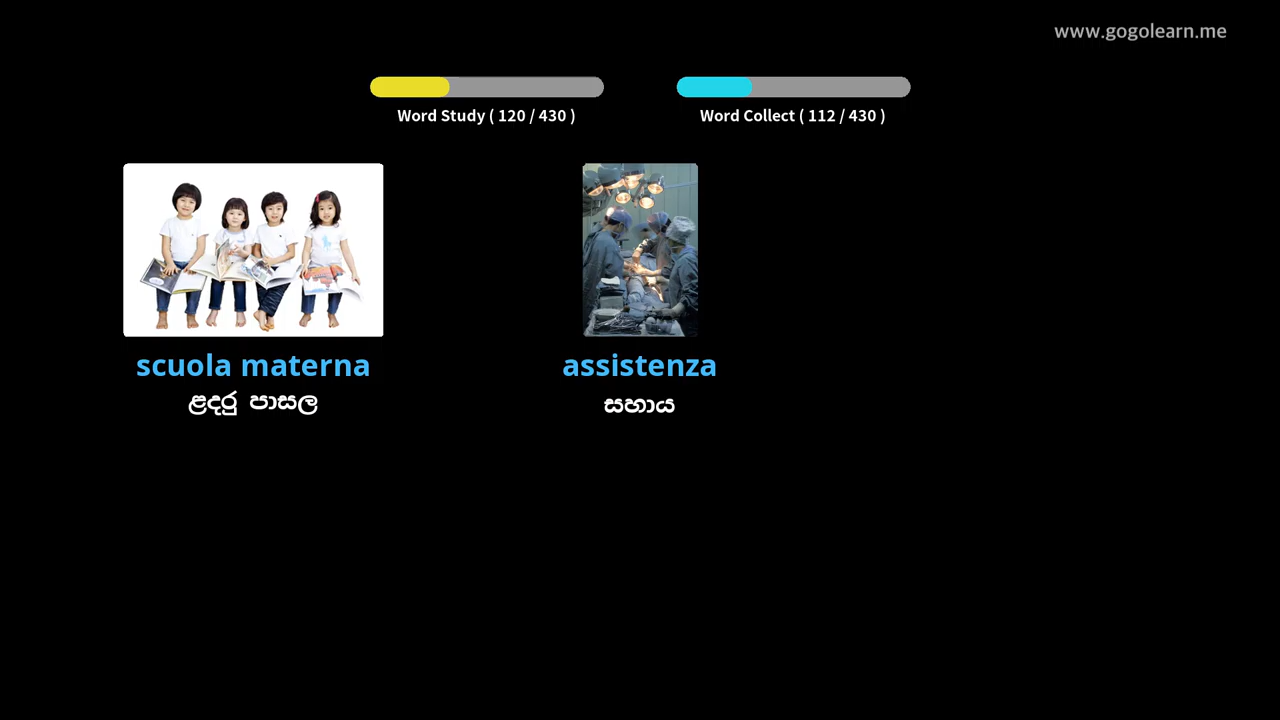 www.gogolearn.me
Word Study ( 120 / 430 )
Word Collect ( 112 / 430 )
scuola materna
ළදරු පාසල
assistenza
සහාය